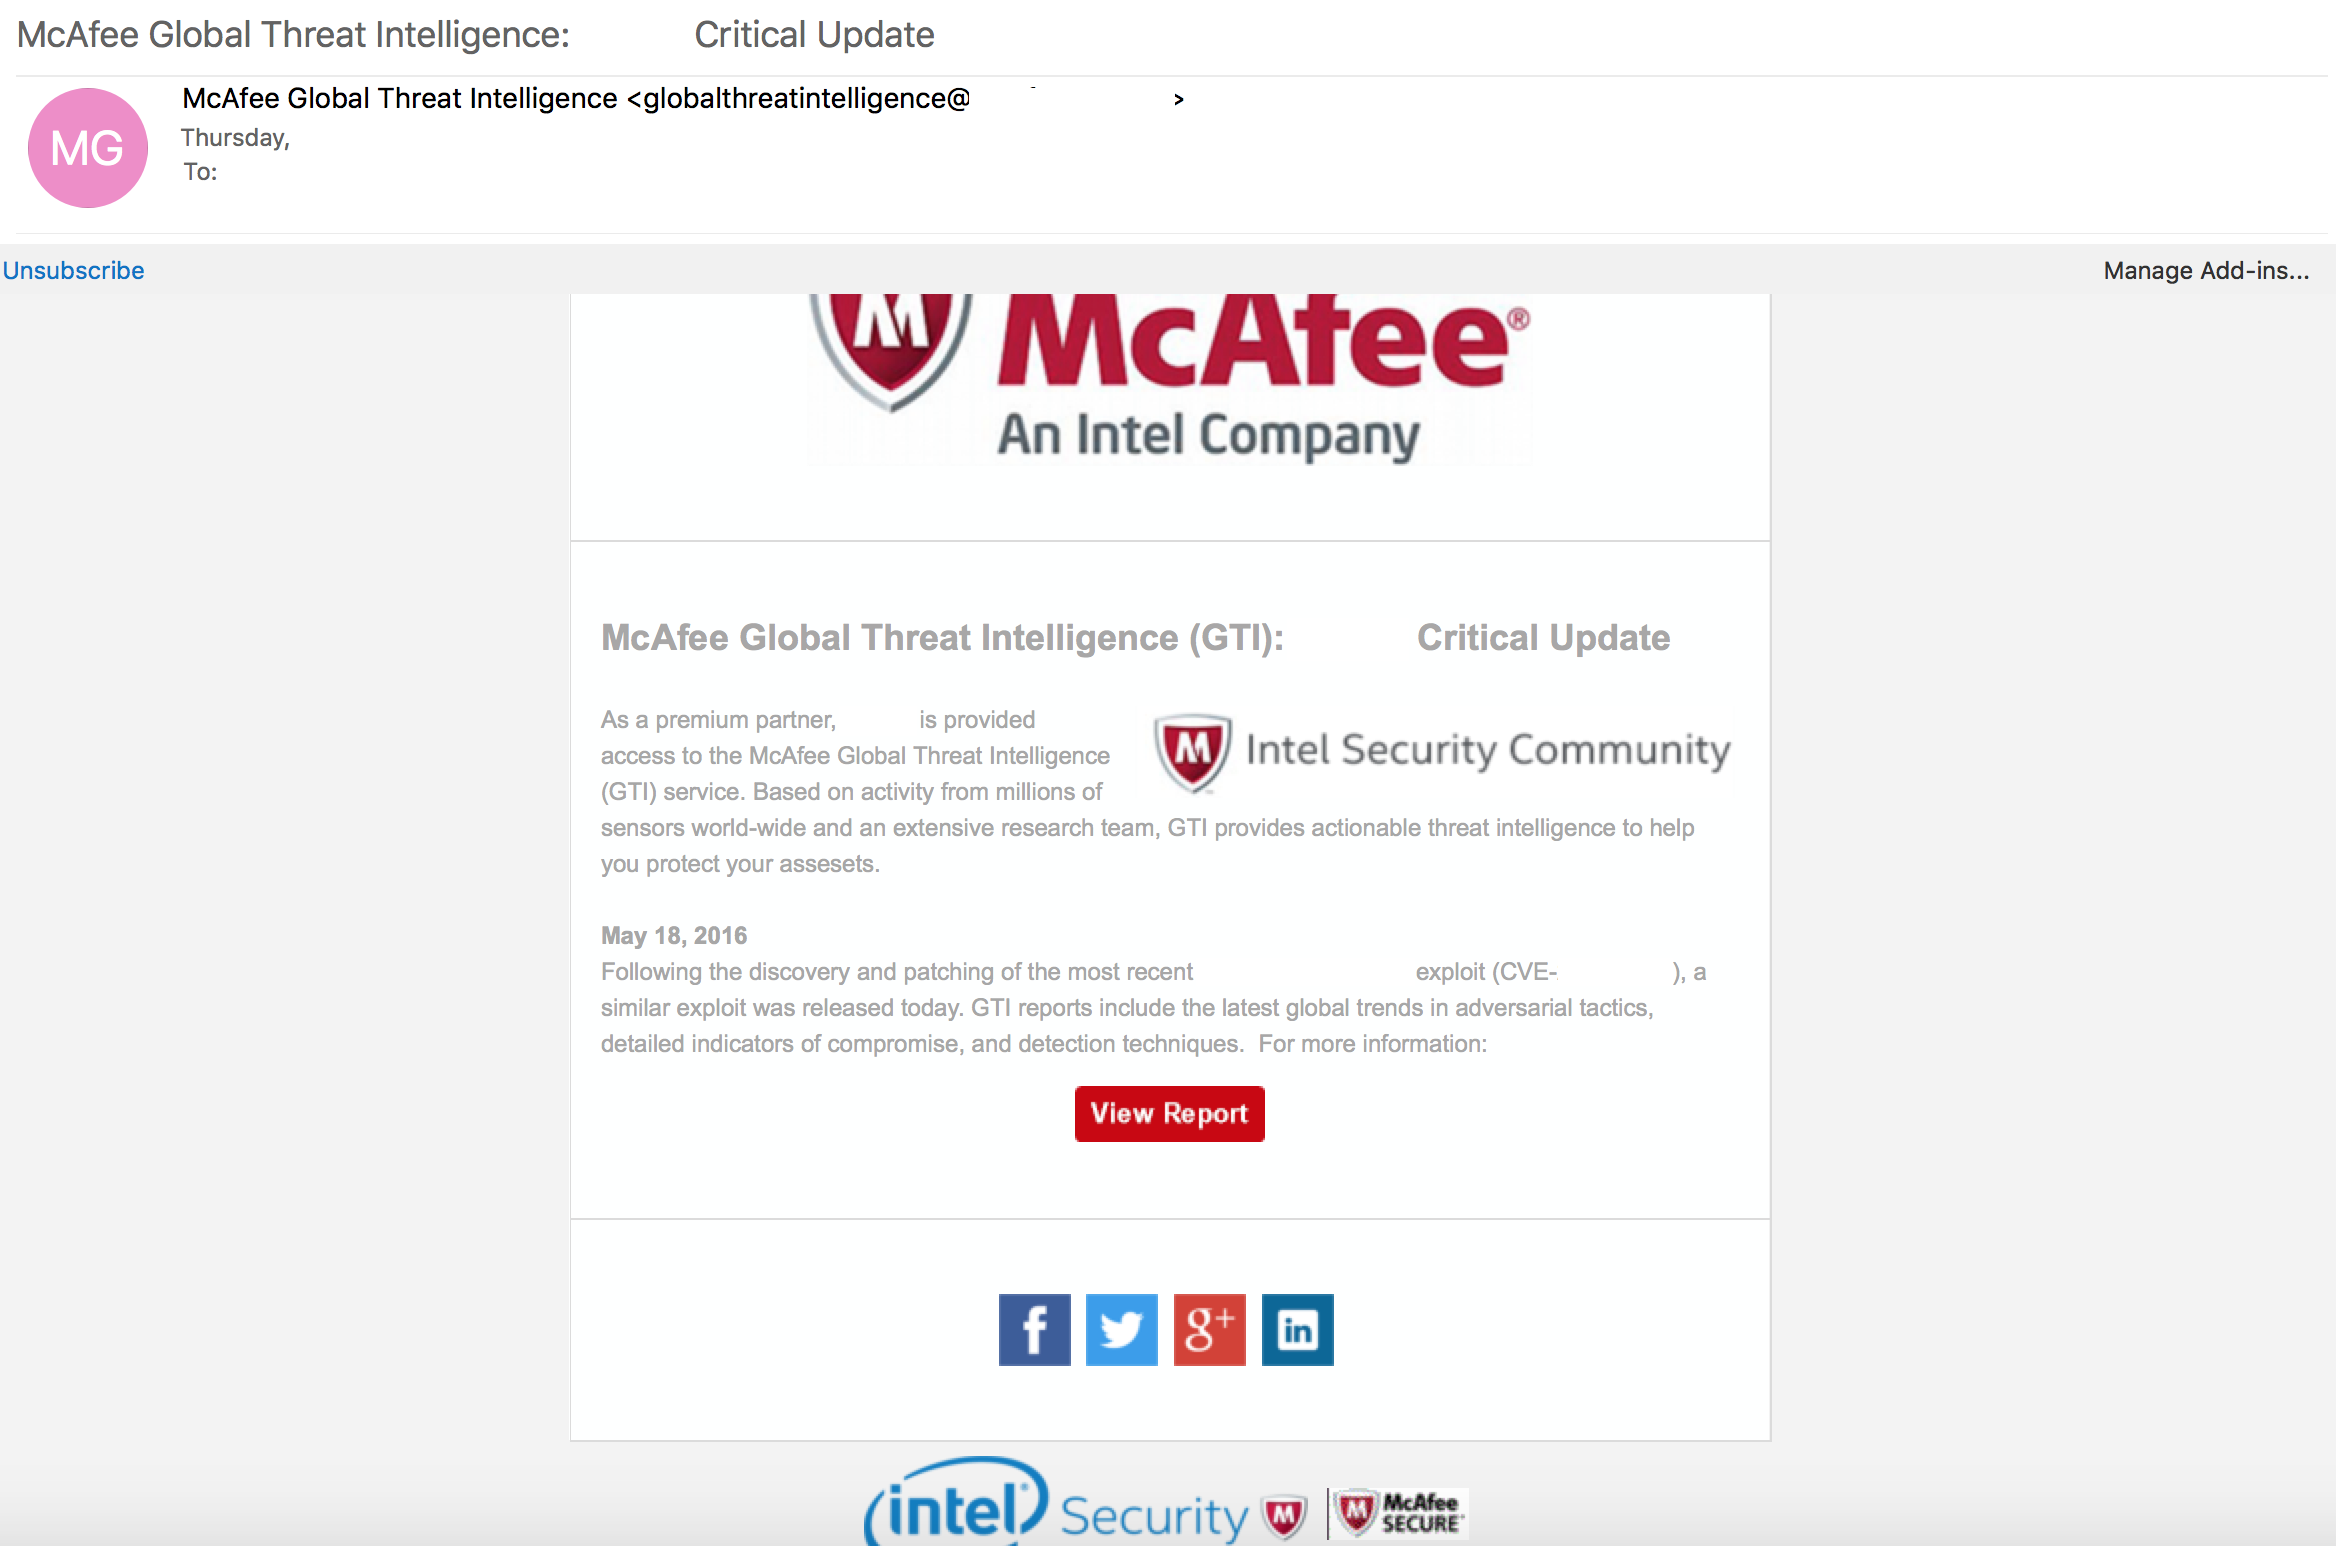 McAfee Global Threat Intelligence: Critical Update
MG
McAfee Global Threat Intelligence <globalthreatintelligence@ >
Thursday,
To:
Unsubscribe
Manage Add-ins...
M McAfee®
An Intel Company
McAfee Global Threat Intelligence (GTI): Critical Update
As a premium partner, is provided
access to the McAfee Global Threat Intelligence
(GTI) service. Based on activity from millions of
M Intel Security Community
sensors world-wide and an extensive research team, GTI provides actionable threat intelligence to help
you protect your assesets.
May 18, 2016
Following the discovery and patching of the most recent exploit (CVE- ), a
similar exploit was released today. GTI reports include the latest global trends in adversarial tactics,
detailed indicators of compromise, and detection techniques. For more information:
View Report
f g+ in
intel Security M M McAfee
SECURE